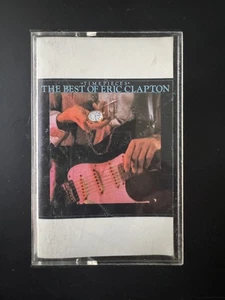 "TIME PIECES"
THE BEST OF ERIC CLAPTON